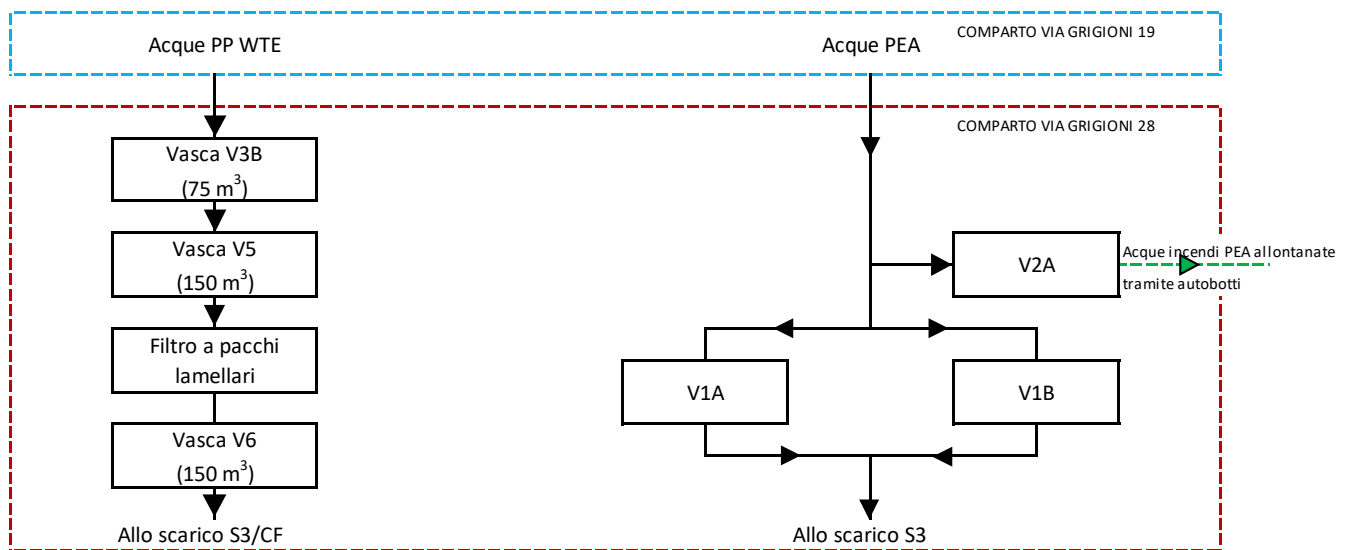 COMPARTO VIA GRIGIONI 19
Acque PP WTE
Acque PEA
COMPARTO VIA GRIGIONI 28
Vasca V3B
(75 m³)
Vasca V5
(150 m³)
Filtro a pacchi
lamellari
Vasca V6
(150 m³)
Allo scarico S3/CF
V2A
Acque incendi PEA allontanate
tramite autobotti
V1A
V1B
Allo scarico S3